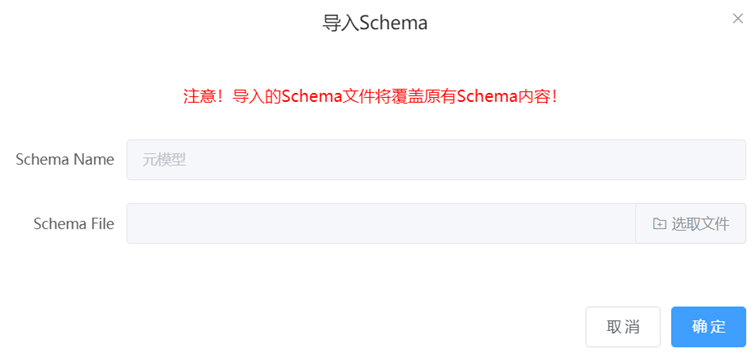 导入Schema
注意！导入的Schema文件将覆盖原有Schema内容！
Schema Name 元模型
Schema File 选取文件
取消 确定